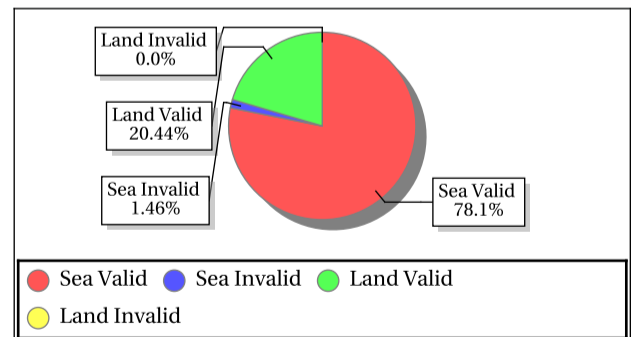 Land Invalid
0.0%
Land Valid
20.44%
Sea Invalid
1.46%
Sea Valid
78.1%
Sea Valid Sea Invalid Land Valid
Land Invalid